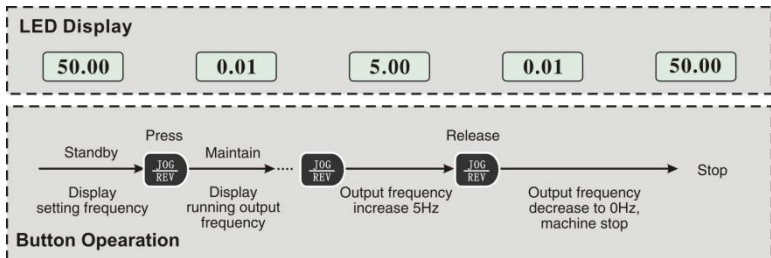 LED Display
50.00 0.01 5.00 0.01 50.00
Press Release
Standby JOG REV Maintain JOG REV JOG REV Stop
Display
setting frequency
Display
running output
frequency
Output frequency
increase 5Hz
Output frequency
decrease to 0Hz,
machine stop
Button Opearation